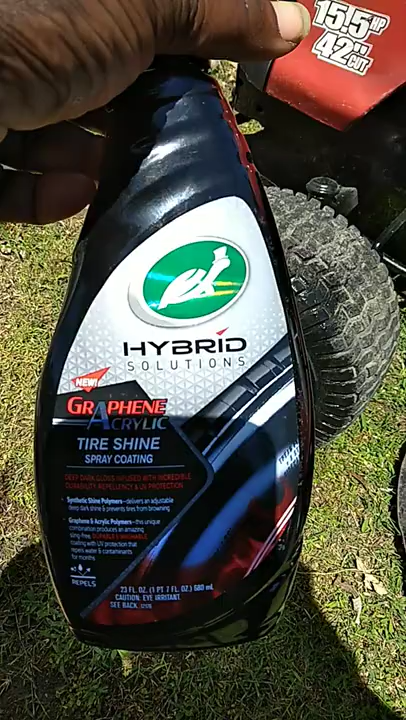 15.5HP
42"
CUT
HYBRID
SOLUTIONS
NEW!
GRAPHENE
ACRYLIC
TIRE SHINE
SPRAY COATING
DEEP DARK GLOSS INFUSED WITH INCREDIBLE
DURABILITY, REPELLENCY & UV PROTECTION
Synthetic Shine Polymers-delivers an adjustable
deep dark shine & prevents tires from browning
Graphene & Acrylic Polymers-this unique
combination produces an amazing
sling-free, DURABLE & WASHABLE
coating with UV protection that
repels water & contaminants
for months
REPELS
23 FL. OZ. (1 PT 7 FL. OZ.) 680 mL
CAUTION: EYE IRRITANT.
SEE BACK.